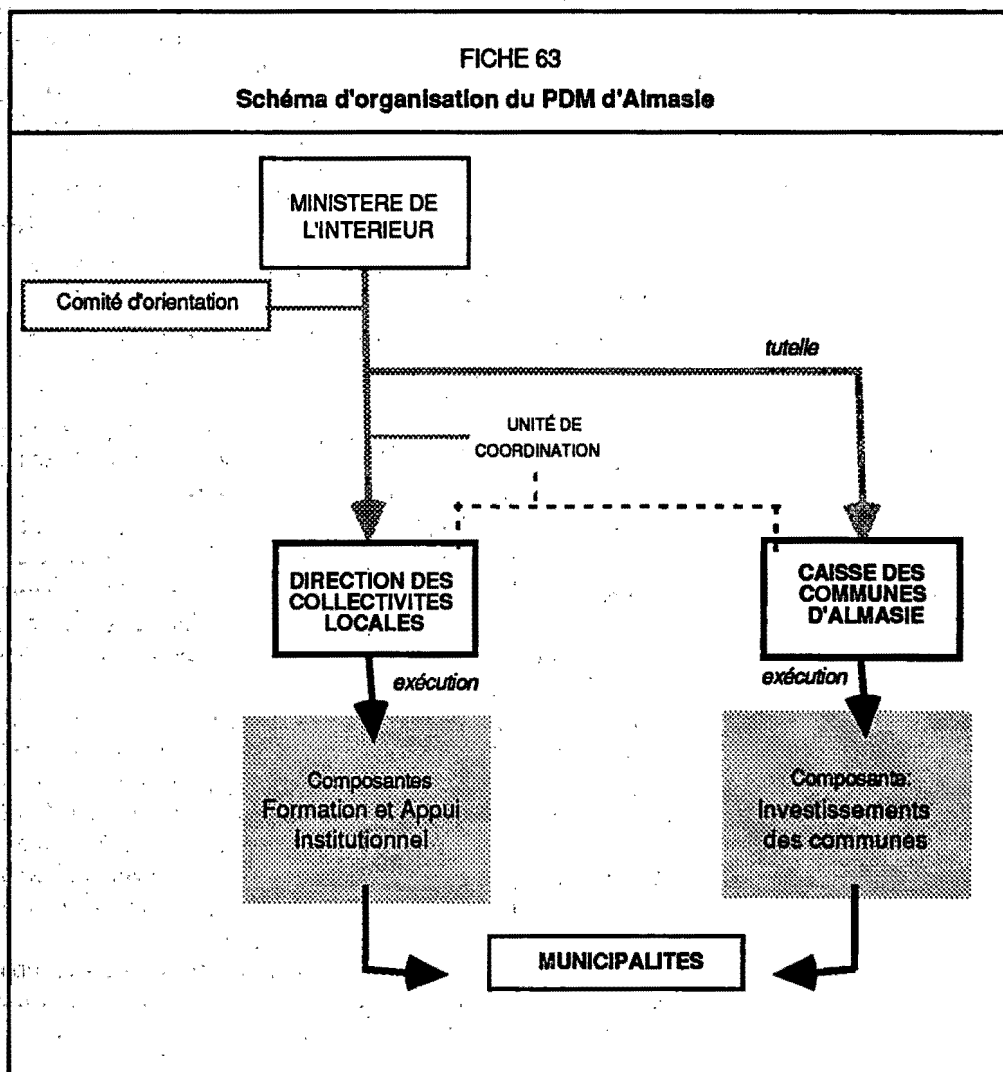 FICHE 63
Schéma d'organisation du PDM d'Almasie
MINISTERE DE
L'INTERIEUR
Comité d'orientation
tutelle
UNITÉ DE
COORDINATION
DIRECTION DES
COLLECTIVITES
LOCALES
CAISSE DES
COMMUNES
D'ALMASIE
exécution
exécution
Composantes
Formation et Appui
Institutionnel
Composante:
Investissements
des communes
MUNICIPALITES